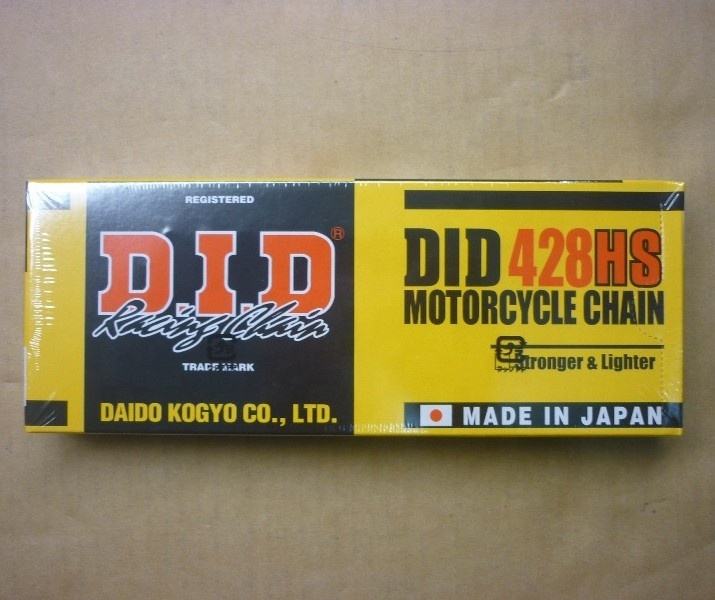 REGISTERED
D.I.D®
Racing Chain
TRADE MARK
DAIDO KOGYO CO., LTD.
DID 428HS
MOTORCYCLE CHAIN
Stronger & Lighter
MADE IN JAPAN